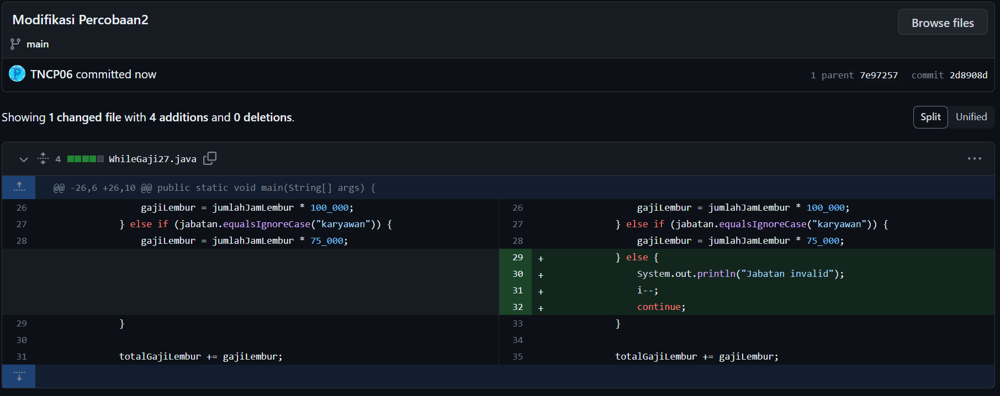 Modifikasi Percobaan2
Browse files
main
TNCP06 committed now
1 parent 7e97257 commit 2d8908d
Showing 1 changed file with 4 additions and 0 deletions.
Split Unified
4 WhileGaji27.java
@@ -26,6 +26,10 @@ public static void main(String[] args) {
26 gajiLembur = jumlahJamLembur * 100_000;
27 } else if (jabatan.equalsIgnoreCase("karyawan")) {
28 gajiLembur = jumlahJamLembur * 75_000;
29 }
30
31 totalGajiLembur += gajiLembur;
26 gajiLembur = jumlahJamLembur * 100_000;
27 } else if (jabatan.equalsIgnoreCase("karyawan")) {
28 gajiLembur = jumlahJamLembur * 75_000;
29 + } else {
30 + System.out.println("Jabatan invalid");
31 + i--;
32 + continue;
33 }
34
35 totalGajiLembur += gajiLembur;